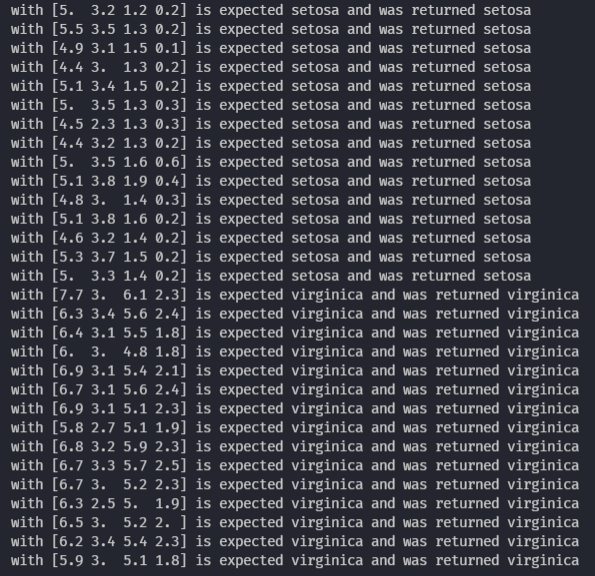 with [5.  3.2 1.2 0.2] is expected setosa and was returned setosa
with [5.5 3.5 1.3 0.2] is expected setosa and was returned setosa
with [4.9 3.1 1.5 0.1] is expected setosa and was returned setosa
with [4.4 3.  1.3 0.2] is expected setosa and was returned setosa
with [5.1 3.4 1.5 0.2] is expected setosa and was returned setosa
with [5.  3.5 1.3 0.3] is expected setosa and was returned setosa
with [4.5 2.3 1.3 0.3] is expected setosa and was returned setosa
with [4.4 3.2 1.3 0.2] is expected setosa and was returned setosa
with [5.  3.5 1.6 0.6] is expected setosa and was returned setosa
with [5.1 3.8 1.9 0.4] is expected setosa and was returned setosa
with [4.8 3.  1.4 0.3] is expected setosa and was returned setosa
with [5.1 3.8 1.6 0.2] is expected setosa and was returned setosa
with [4.6 3.2 1.4 0.2] is expected setosa and was returned setosa
with [5.3 3.7 1.5 0.2] is expected setosa and was returned setosa
with [5.  3.3 1.4 0.2] is expected setosa and was returned setosa
with [7.7 3.  6.1 2.3] is expected virginica and was returned virginica
with [6.3 3.4 5.6 2.4] is expected virginica and was returned virginica
with [6.4 3.1 5.5 1.8] is expected virginica and was returned virginica
with [6.  3.  4.8 1.8] is expected virginica and was returned virginica
with [6.9 3.1 5.4 2.1] is expected virginica and was returned virginica
with [6.7 3.1 5.6 2.4] is expected virginica and was returned virginica
with [6.9 3.1 5.1 2.3] is expected virginica and was returned virginica
with [5.8 2.7 5.1 1.9] is expected virginica and was returned virginica
with [6.8 3.2 5.9 2.3] is expected virginica and was returned virginica
with [6.7 3.3 5.7 2.5] is expected virginica and was returned virginica
with [6.7 3.  5.2 2.3] is expected virginica and was returned virginica
with [6.3 2.5 5.  1.9] is expected virginica and was returned virginica
with [6.5 3.  5.2 2. ] is expected virginica and was returned virginica
with [6.2 3.4 5.4 2.3] is expected virginica and was returned virginica
with [5.9 3.  5.1 1.8] is expected virginica and was returned virginica